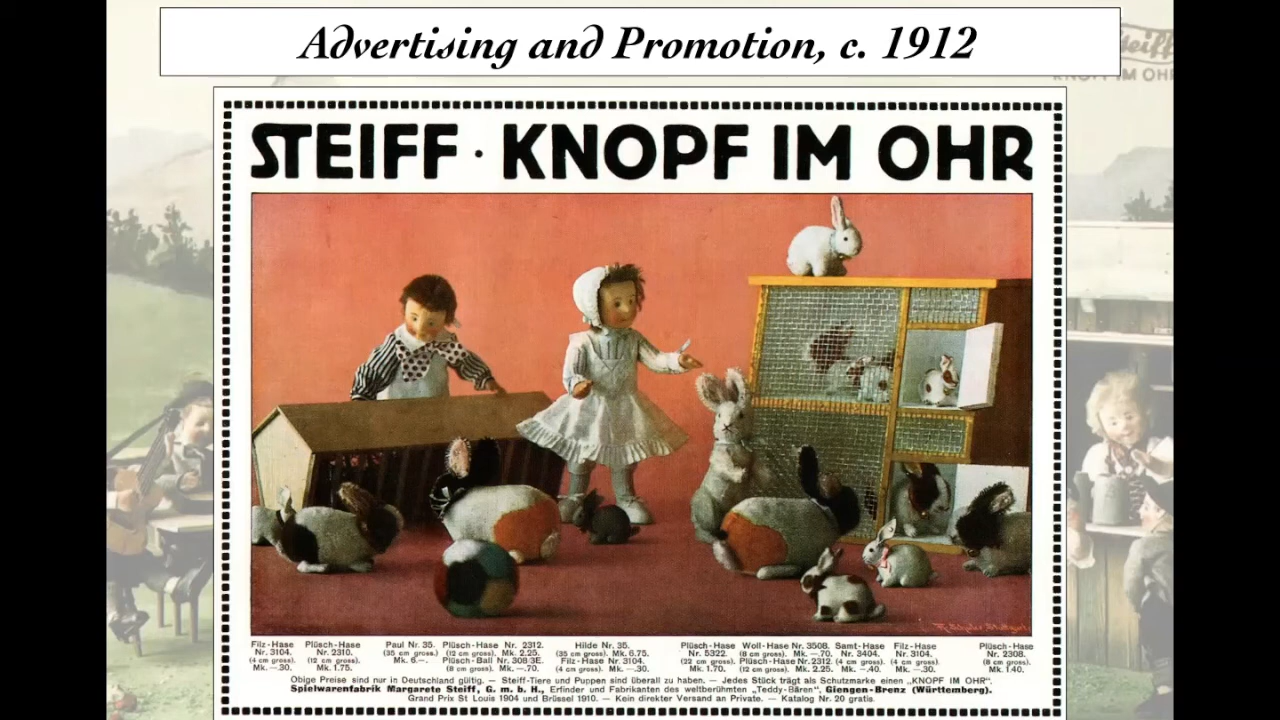 Advertising and Promotion, c. 1912
STEIFF · KNOPF IM OHR
Filz-Hase Nr. 3104. (4 cm gross). Mk. —.30.
Plüsch-Hase Nr. 2310. (12 cm gross). Mk. 1.75.
Paul Nr. 35. (35 cm gross). Mk. 6.—.
Plüsch-Hase Nr. 2312. (12 cm gross). Mk. 2.25.
Plüsch-Ball Nr. 308/3E. (8 cm gross). Mk. —.70.
Hilde Nr. 35. (35 cm gross). Mk. 6.75.
Filz-Hase Nr. 3104. (4 cm gross). Mk. —.30.
Plüsch-Hase Nr. 5322. (22 cm gross). Mk. 1.70.
Woll-Hase Nr. 3508. (8 cm gross). Mk. —.70.
Plüsch-Hase Nr. 2312. (12 cm gross). Mk. 2.25.
Samt-Hase Nr. 3404. (4 cm gross). Mk. —.40.
Filz-Hase Nr. 3104. (4 cm gross). Mk. —.30.
Plüsch-Hase Nr. 2308. (8 cm gross). Mk. 1.40.
Obige Preise sind nur in Deutschland gültig. — Steiff-Tiere und Puppen sind überall zu haben. — Jedes Stück trägt als Schutzmarke einen „KNOPF IM OHR“.
Spielwarenfabrik Margarete Steiff, G. m. b. H., Erfinder und Fabrikanten des weltberühmten „Teddy-Bären“, Giengen-Brenz (Württemberg).
Grand Prix St Louis 1904 und Brüssel 1910. — Kein direkter Versand an Private. — Katalog Nr. 20 gratis.